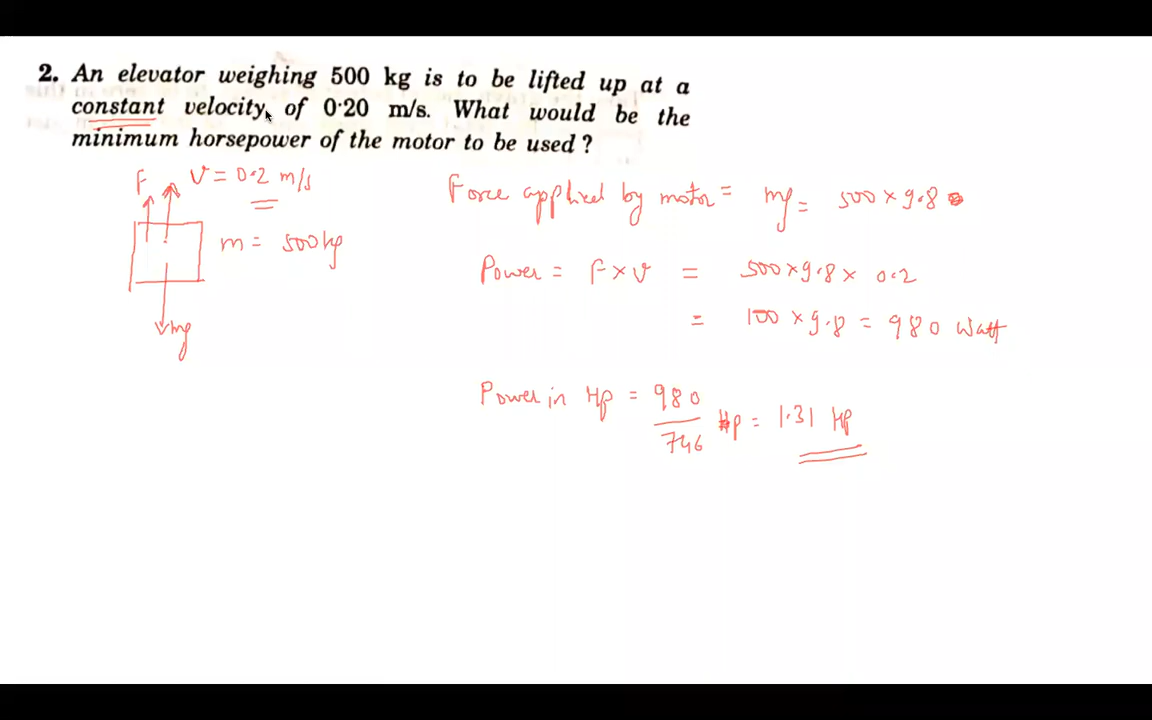 2. An elevator weighing 500 kg is to be lifted up at a
constant velocity of 0·20 m/s. What would be the
minimum horsepower of the motor to be used ?
F V = 0.2 m/s
m = 500 kg
mg
Force applied by motor = mg = 500 × 9.8
Power = F × V = 500 × 9.8 × 0.2
= 100 × 9.8 = 980 Watt
Power in Hp = 980
746 Hp = 1.31 Hp